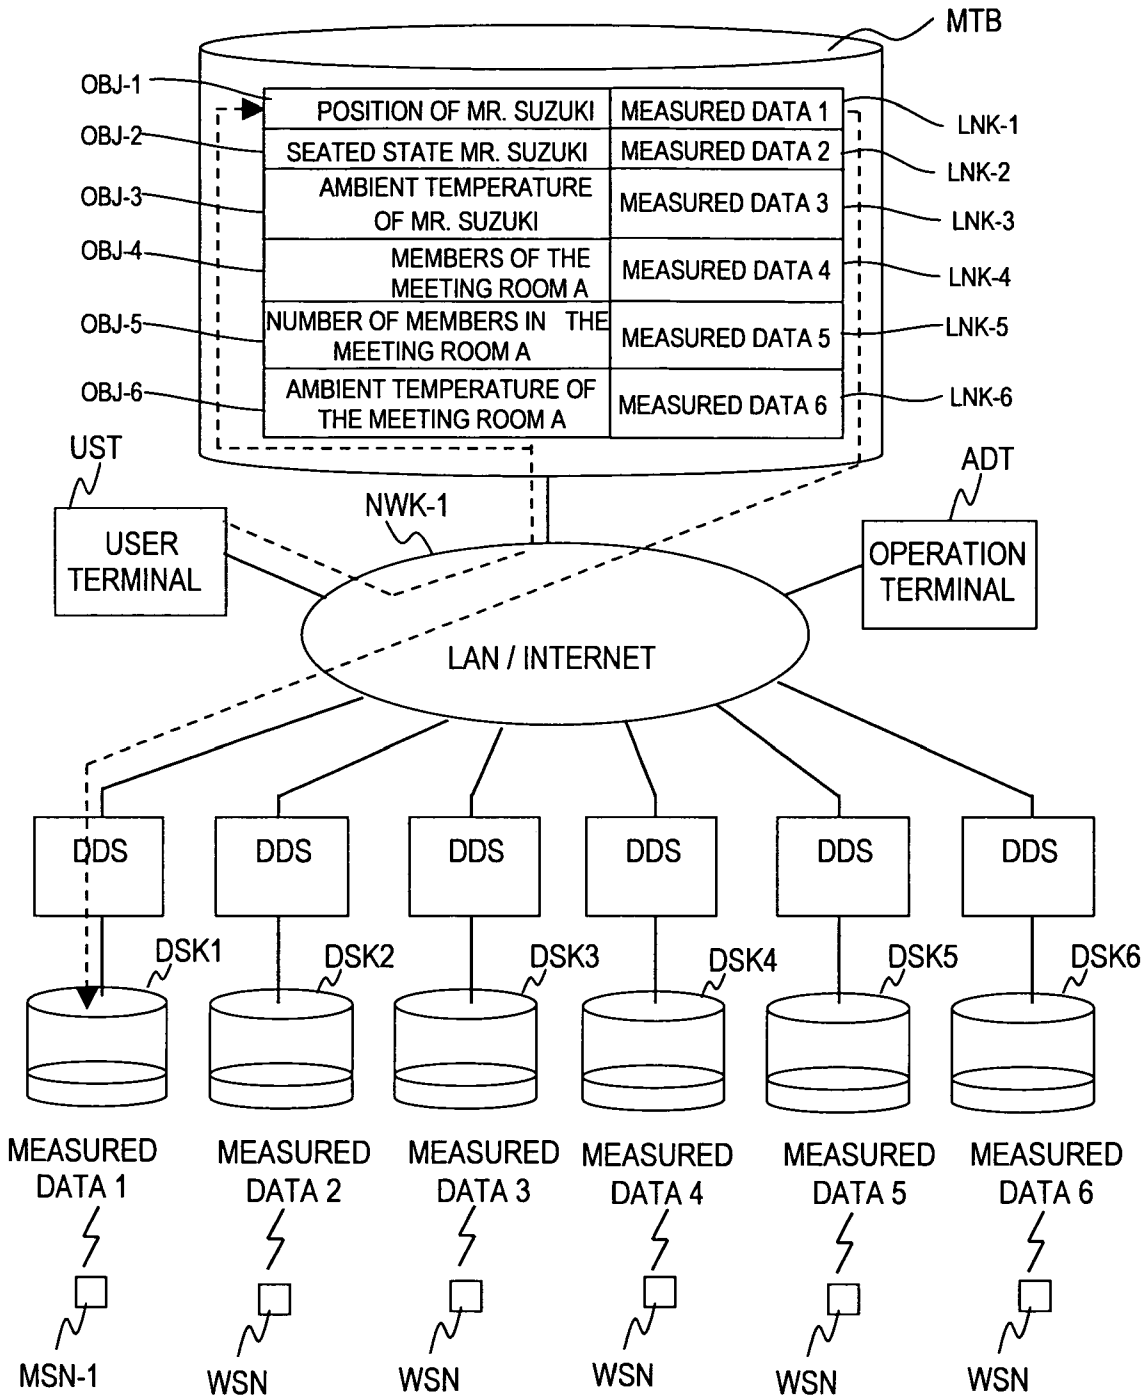 MTB
OBJ-1
POSITION OF MR. SUZUKI
MEASURED DATA 1
LNK-1
OBJ-2
SEATED STATE MR. SUZUKI
MEASURED DATA 2
LNK-2
OBJ-3
AMBIENT TEMPERATURE
OF MR. SUZUKI
MEASURED DATA 3
LNK-3
OBJ-4
MEMBERS OF THE
MEETING ROOM A
MEASURED DATA 4
LNK-4
OBJ-5
NUMBER OF MEMBERS IN THE
MEETING ROOM A
MEASURED DATA 5
LNK-5
OBJ-6
AMBIENT TEMPERATURE OF
THE MEETING ROOM A
MEASURED DATA 6
LNK-6
UST
NWK-1
ADT
USER
TERMINAL
OPERATION
TERMINAL
LAN / INTERNET
DDS
DDS
DDS
DDS
DDS
DDS
DSK1
DSK2
DSK3
DSK4
DSK5
DSK6
MEASURED
DATA 1
MEASURED
DATA 2
MEASURED
DATA 3
MEASURED
DATA 4
MEASURED
DATA 5
MEASURED
DATA 6
MSN-1
WSN
WSN
WSN
WSN
WSN